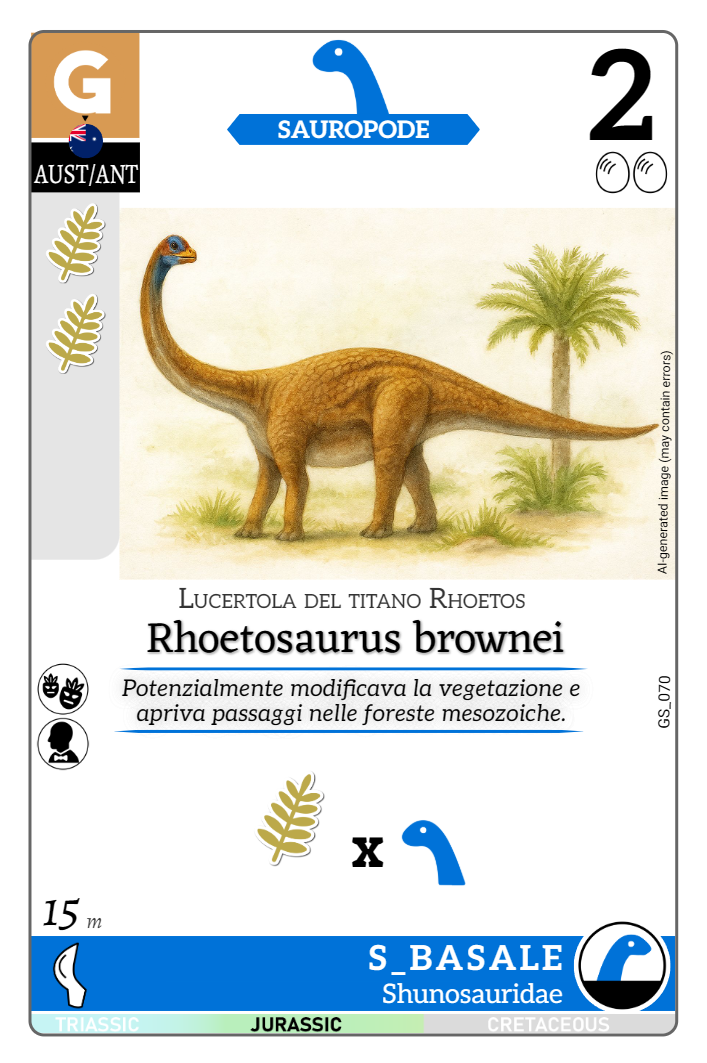 G
SAUROPODE
2
AUST/ANT
AI-generated image (may contain errors)
Lucertola del titano Rhoetos
Rhoetosaurus brownei
Potenzialmente modificava la vegetazione e
apriva passaggi nelle foreste mesozoiche.
GS_070
x
15 m
S_BASALE
Shunosauridae
TRIASSIC JURASSIC CRETACEOUS